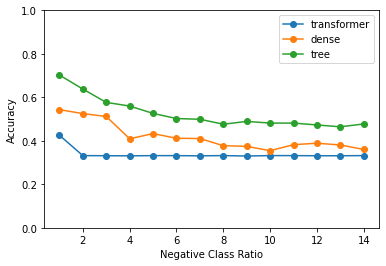 transformer
dense
tree
1.0
0.8
0.6
0.4
0.2
0.0
Accuracy
2 4 6 8 10 12 14
Negative Class Ratio